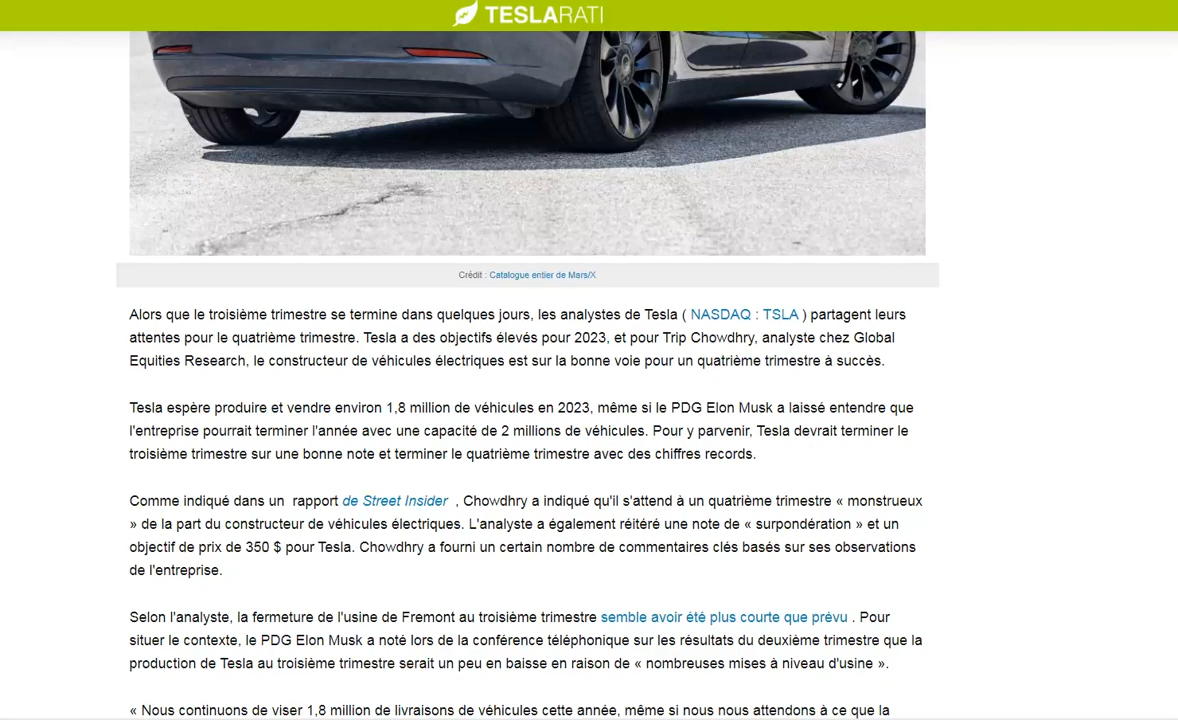 TESLARATI
Crédit : Catalogue entier de Mars/X
Alors que le troisième trimestre se termine dans quelques jours, les analystes de Tesla ( NASDAQ : TSLA ) partagent leurs
attentes pour le quatrième trimestre. Tesla a des objectifs élevés pour 2023, et pour Trip Chowdhry, analyste chez Global
Equities Research, le constructeur de véhicules électriques est sur la bonne voie pour un quatrième trimestre à succès.
Tesla espère produire et vendre environ 1,8 million de véhicules en 2023, même si le PDG Elon Musk a laissé entendre que
l'entreprise pourrait terminer l'année avec une capacité de 2 millions de véhicules. Pour y parvenir, Tesla devrait terminer le
troisième trimestre sur une bonne note et terminer le quatrième trimestre avec des chiffres records.
Comme indiqué dans un rapport de Street Insider , Chowdhry a indiqué qu'il s'attend à un quatrième trimestre « monstrueux
» de la part du constructeur de véhicules électriques. L'analyste a également réitéré une note de « surpondération » et un
objectif de prix de 350 $ pour Tesla. Chowdhry a fourni un certain nombre de commentaires clés basés sur ses observations
de l'entreprise.
Selon l'analyste, la fermeture de l'usine de Fremont au troisième trimestre semble avoir été plus courte que prévu . Pour
situer le contexte, le PDG Elon Musk a noté lors de la conférence téléphonique sur les résultats du deuxième trimestre que la
production de Tesla au troisième trimestre serait un peu en baisse en raison de « nombreuses mises à niveau d'usine ».
« Nous continuons de viser 1,8 million de livraisons de véhicules cette année, même si nous nous attendons à ce que la